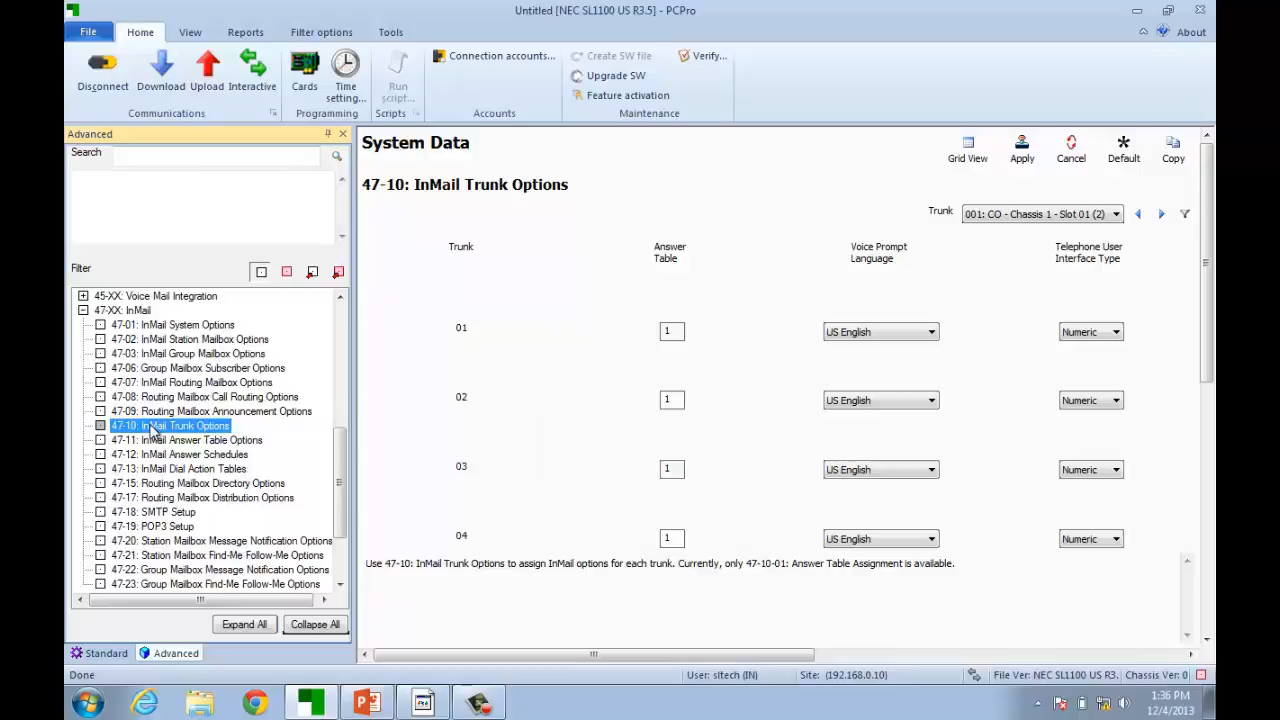 Untitled [NEC SL1100 US R3.5] - PCPro
File Home View Reports Filter options Tools About
Disconnect Download Upload Interactive Cards Time setting... Run script... Connection accounts... Create SW file Verify...
Upgrade SW
Feature activation
Communications Programming Scripts Accounts Maintenance
Advanced
Search
Filter
45-XX: Voice Mail Integration
47-XX: InMail
47-01: InMail System Options
47-02: InMail Station Mailbox Options
47-03: InMail Group Mailbox Options
47-06: Group Mailbox Subscriber Options
47-07: InMail Routing Mailbox Options
47-08: Routing Mailbox Call Routing Options
47-09: Routing Mailbox Announcement Options
47-10: InMail Trunk Options
47-11: InMail Answer Table Options
47-12: InMail Answer Schedules
47-13: InMail Dial Action Tables
47-15: Routing Mailbox Directory Options
47-17: Routing Mailbox Distribution Options
47-18: SMTP Setup
47-19: POP3 Setup
47-20: Station Mailbox Message Notification Options
47-21: Station Mailbox Find-Me Follow-Me Options
47-22: Group Mailbox Message Notification Options
47-23: Group Mailbox Find-Me Follow-Me Options
Expand All Collapse All
Standard Advanced
System Data
Grid View Apply Cancel Default Copy
47-10: InMail Trunk Options
Trunk 001: CO - Chassis 1 - Slot 01 (2)
Trunk Answer Table Voice Prompt Language Telephone User Interface Type
01 1 US English Numeric
02 1 US English Numeric
03 1 US English Numeric
04 1 US English Numeric
Use 47-10: InMail Trunk Options to assign InMail options for each trunk. Currently, only 47-10-01: Answer Table Assignment is available.
Done User: sltech (IN) Site: (192.168.0.10) File Ver: NEC SL1100 US R3. Chassis Ver: 0
1:36 PM
12/4/2013